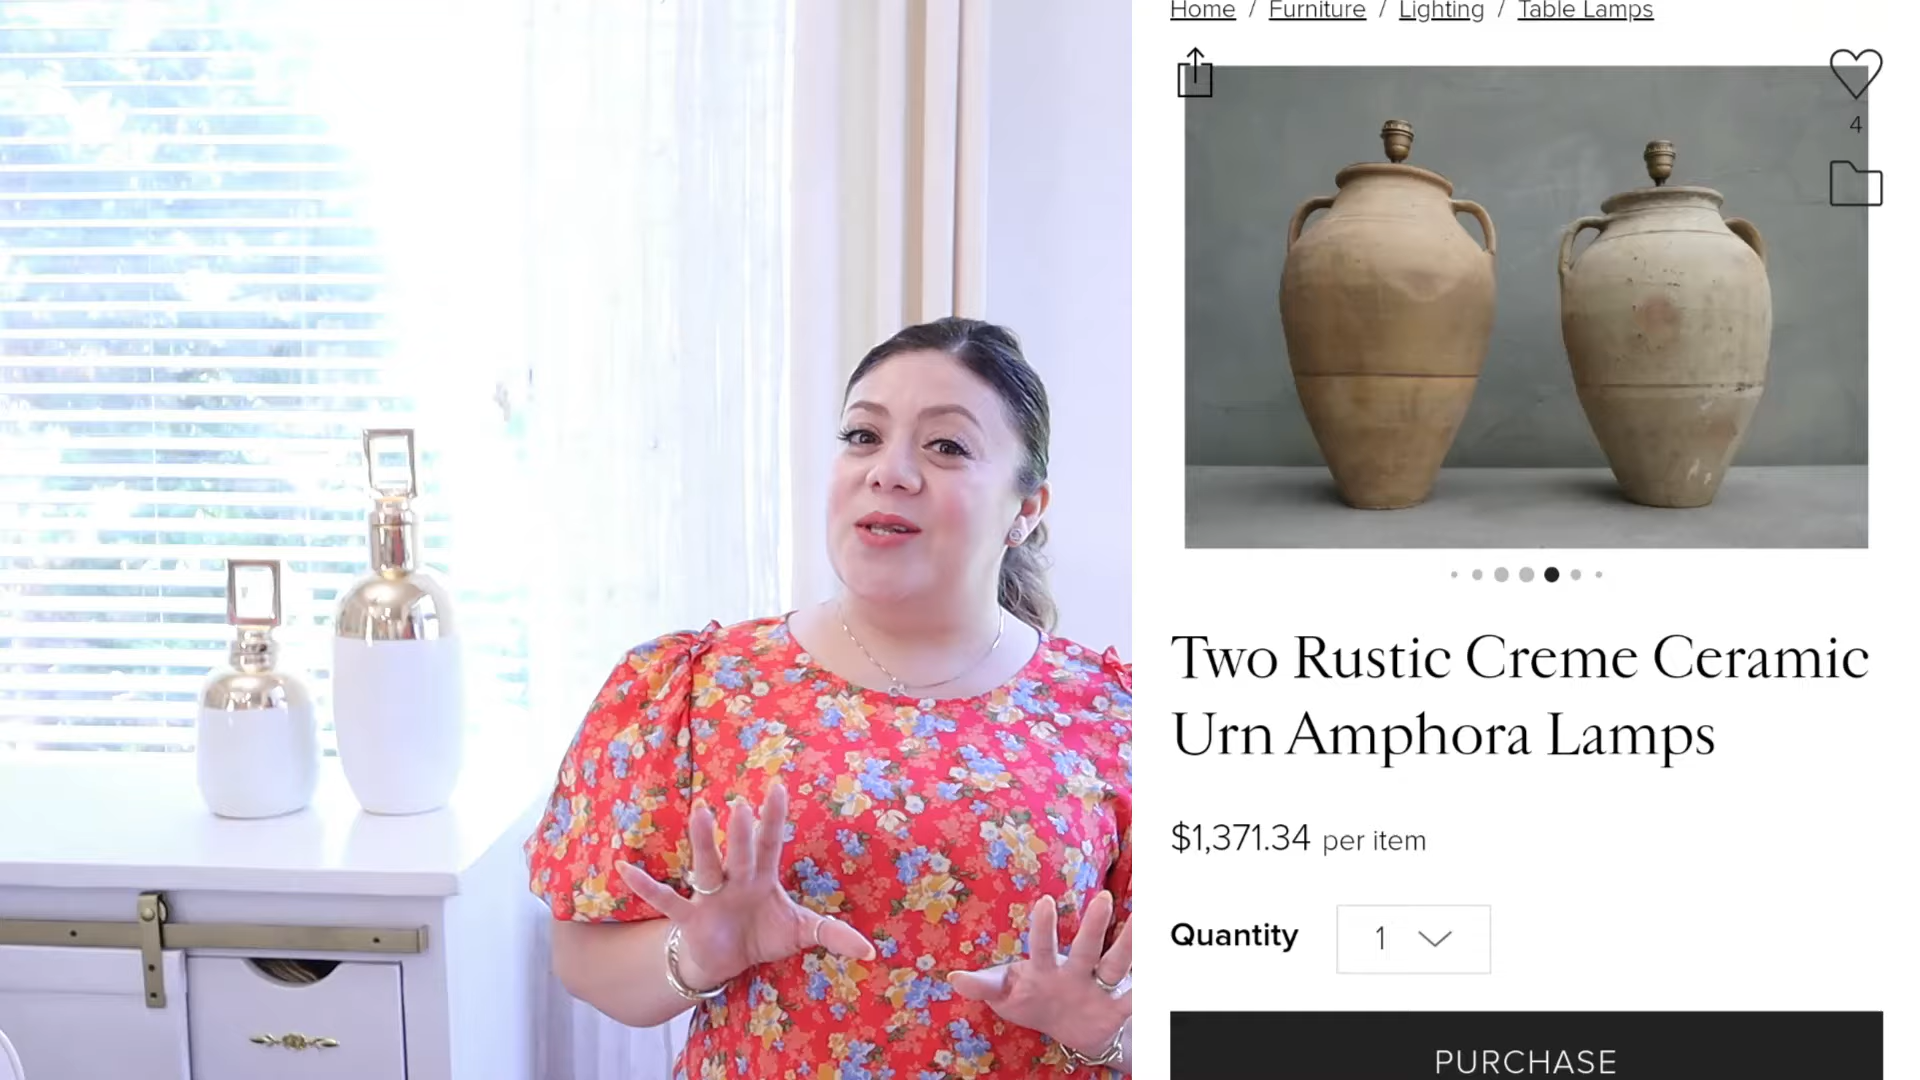 Home / Furniture / Lighting / Table Lamps
4
Two Rustic Creme Ceramic
Urn Amphora Lamps
$1,371.34 per item
Quantity 1
PURCHASE